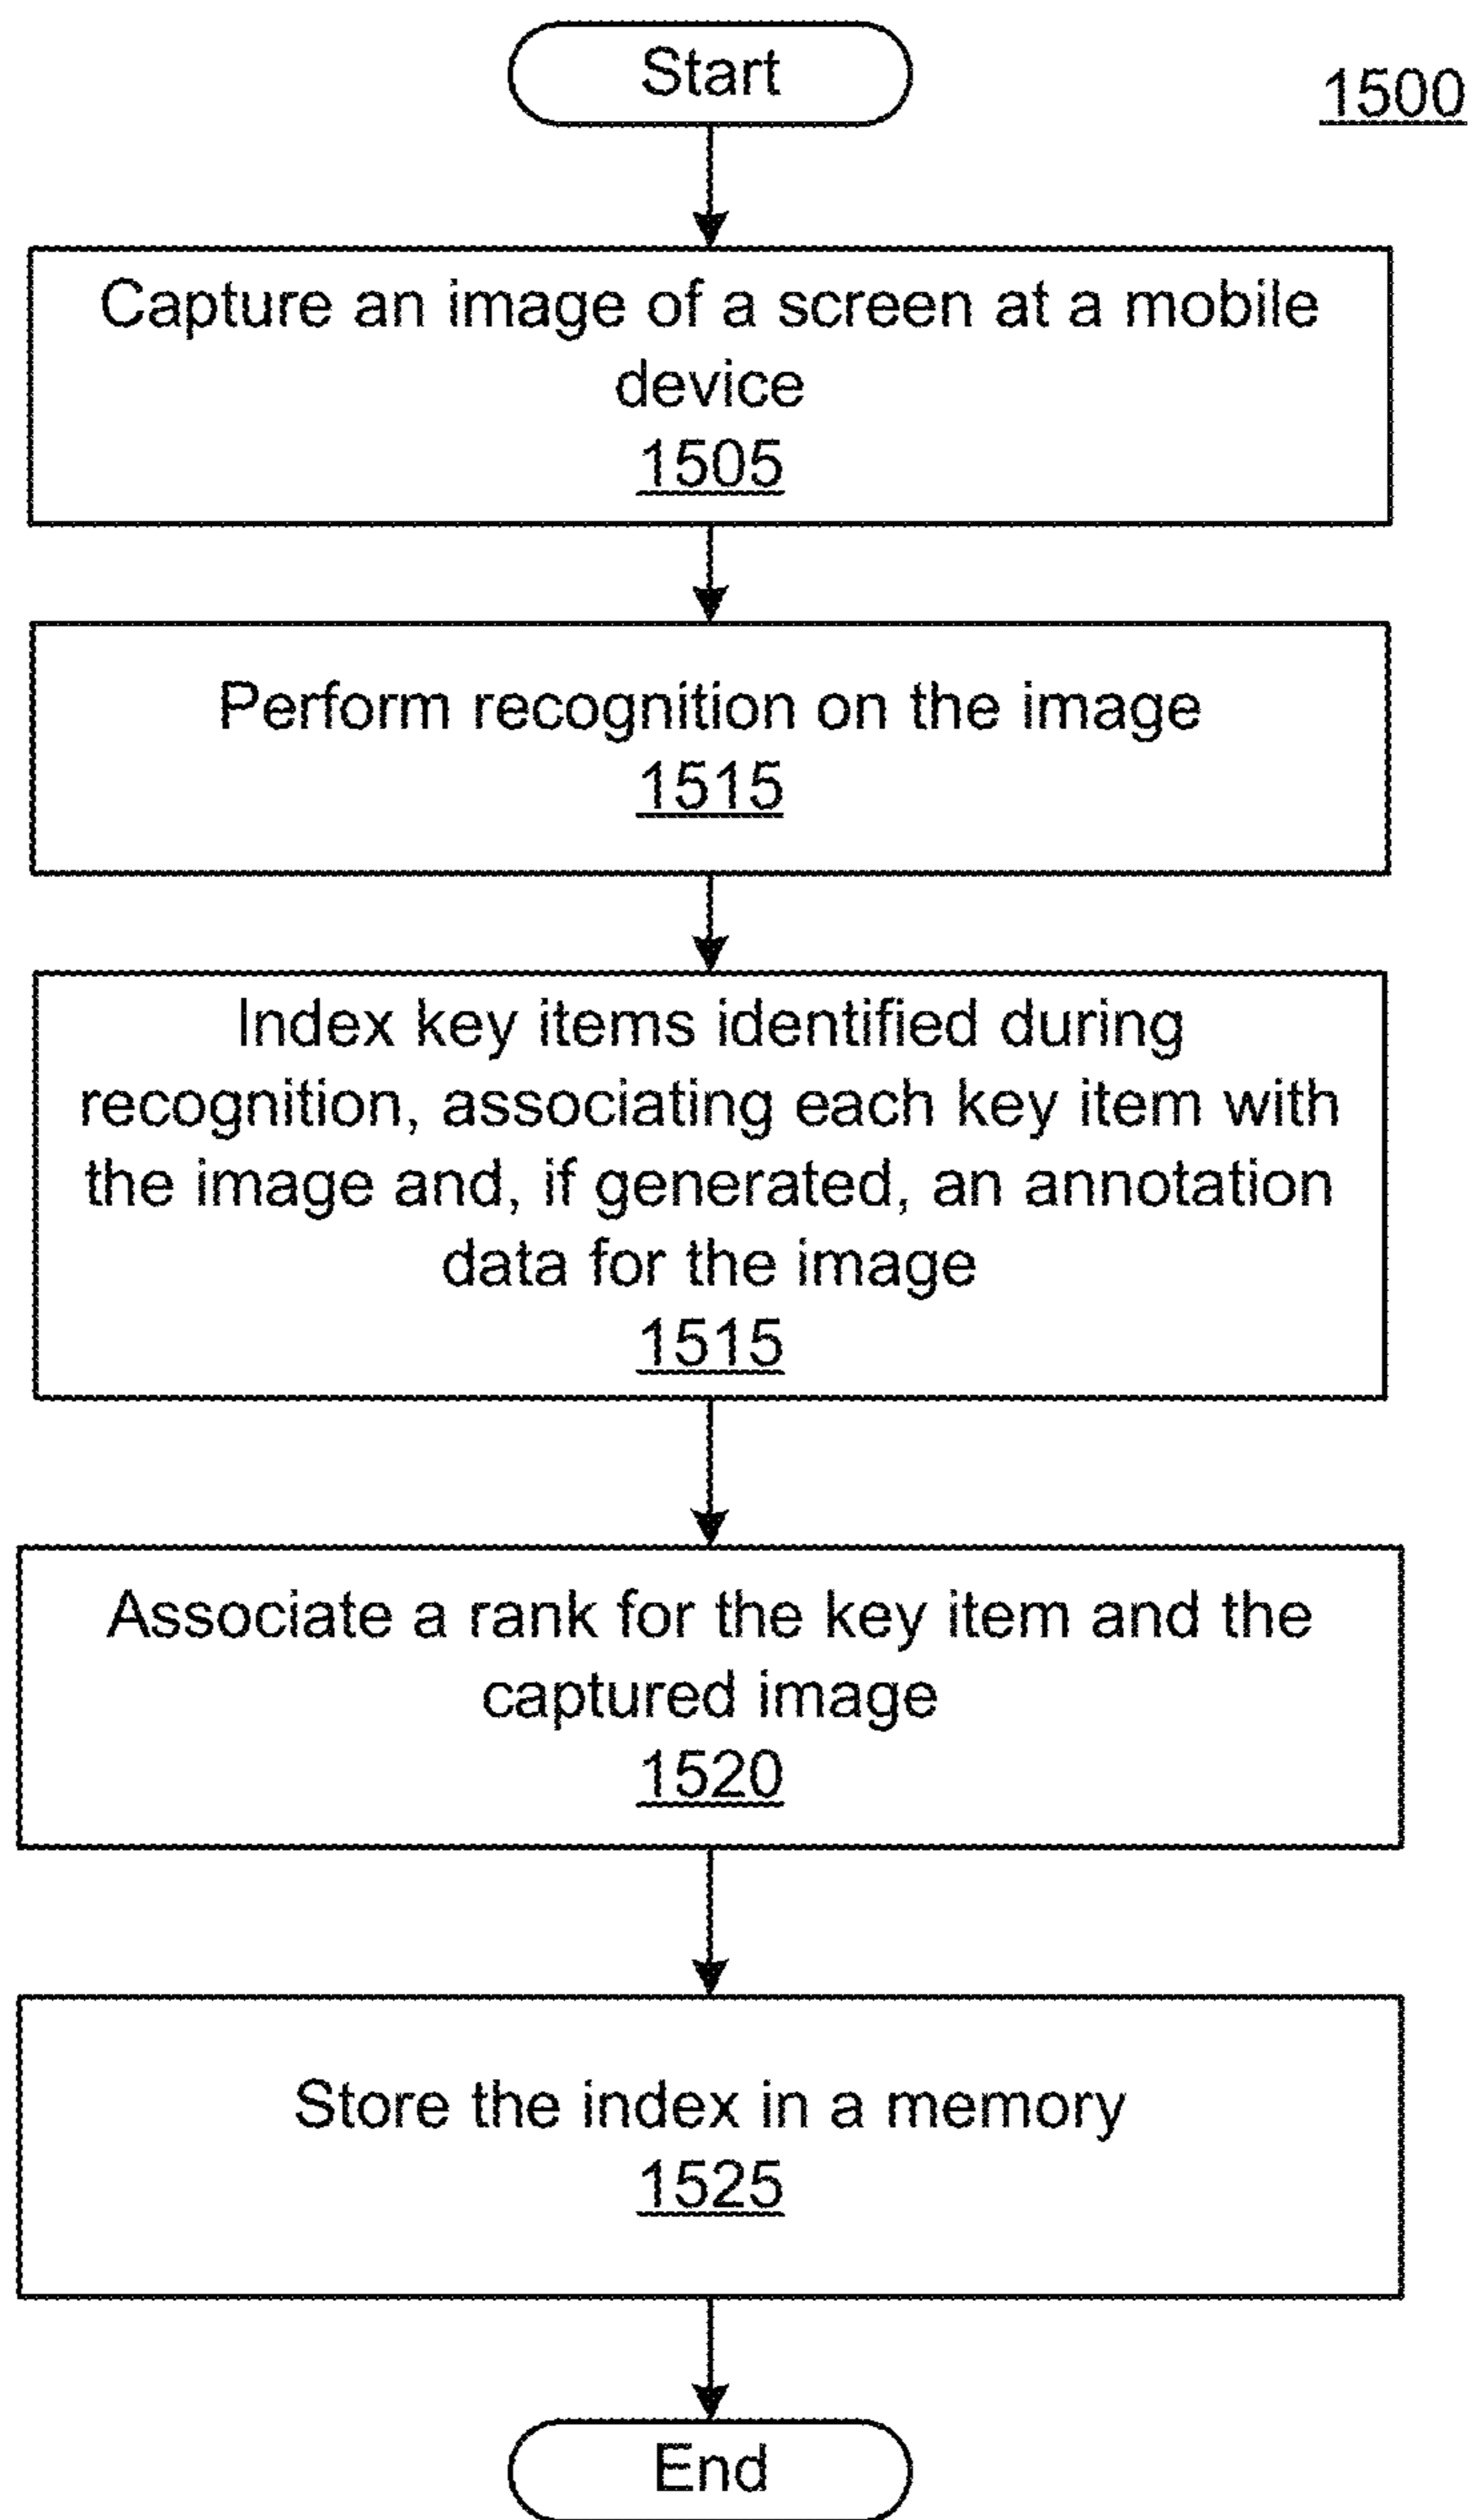 Start
1500
Capture an image of a screen at a mobile
device
1505
Perform recognition on the image
1515
Index key items identified during
recognition, associating each key item with
the image and, if generated, an annotation
data for the image
1515
Associate a rank for the key item and the
captured image
1520
Store the index in a memory
1525
End